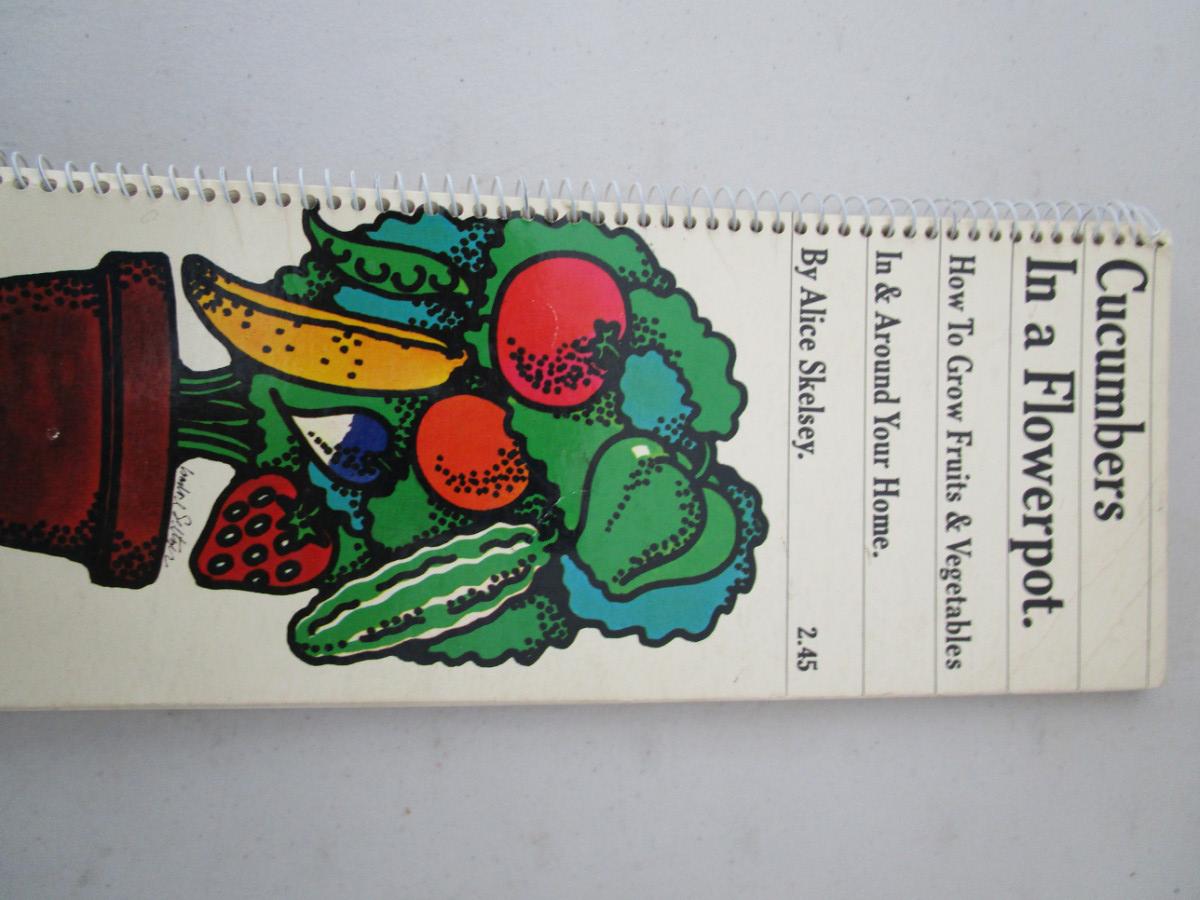 Cucumbers
In a Flowerpot.
How To Grow Fruits & Vegetables
In & Around Your Home.
By Alice Skelsey. 2.45